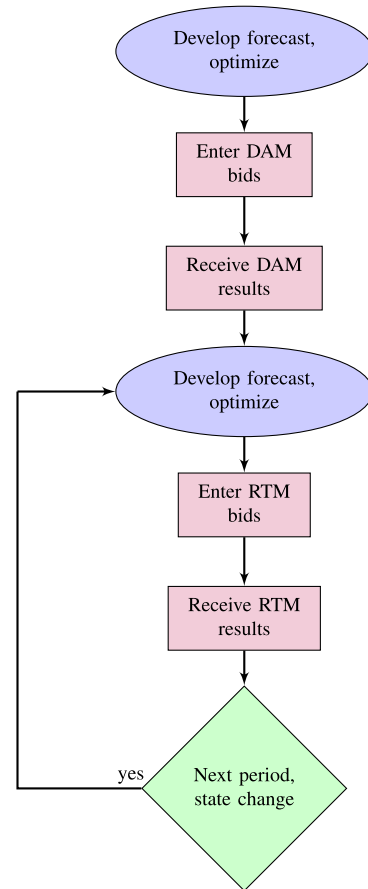 Develop forecast,
optimize
Enter DAM
bids
Receive DAM
results
Develop forecast,
optimize
Enter RTM
bids
Receive RTM
results
yes
Next period,
state change